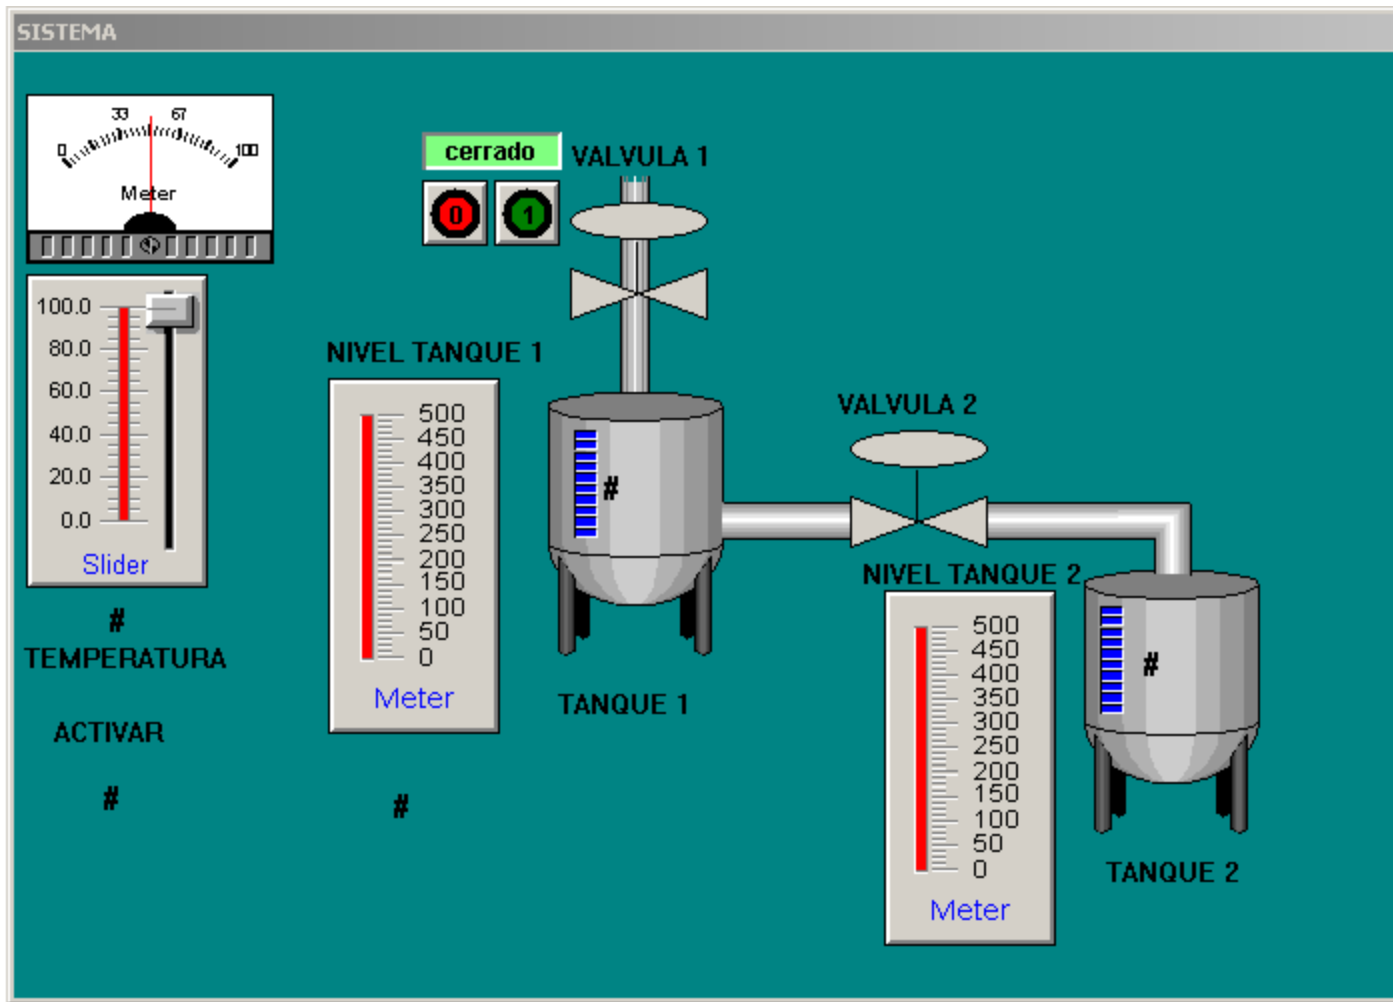 SISTEMA
33 67
0 100
Meter
cerrado
VALVULA 1
0 1
100.0
80.0
60.0
40.0
20.0
0.0
Slider
#
TEMPERATURA
ACTIVAR
#
NIVEL TANQUE 1
500
450
400
350
300
250
200
150
100
50
0
Meter
#
#
TANQUE 1
VALVULA 2
NIVEL TANQUE 2
500
450
400
350
300
250
200
150
100
50
0
Meter
#
TANQUE 2